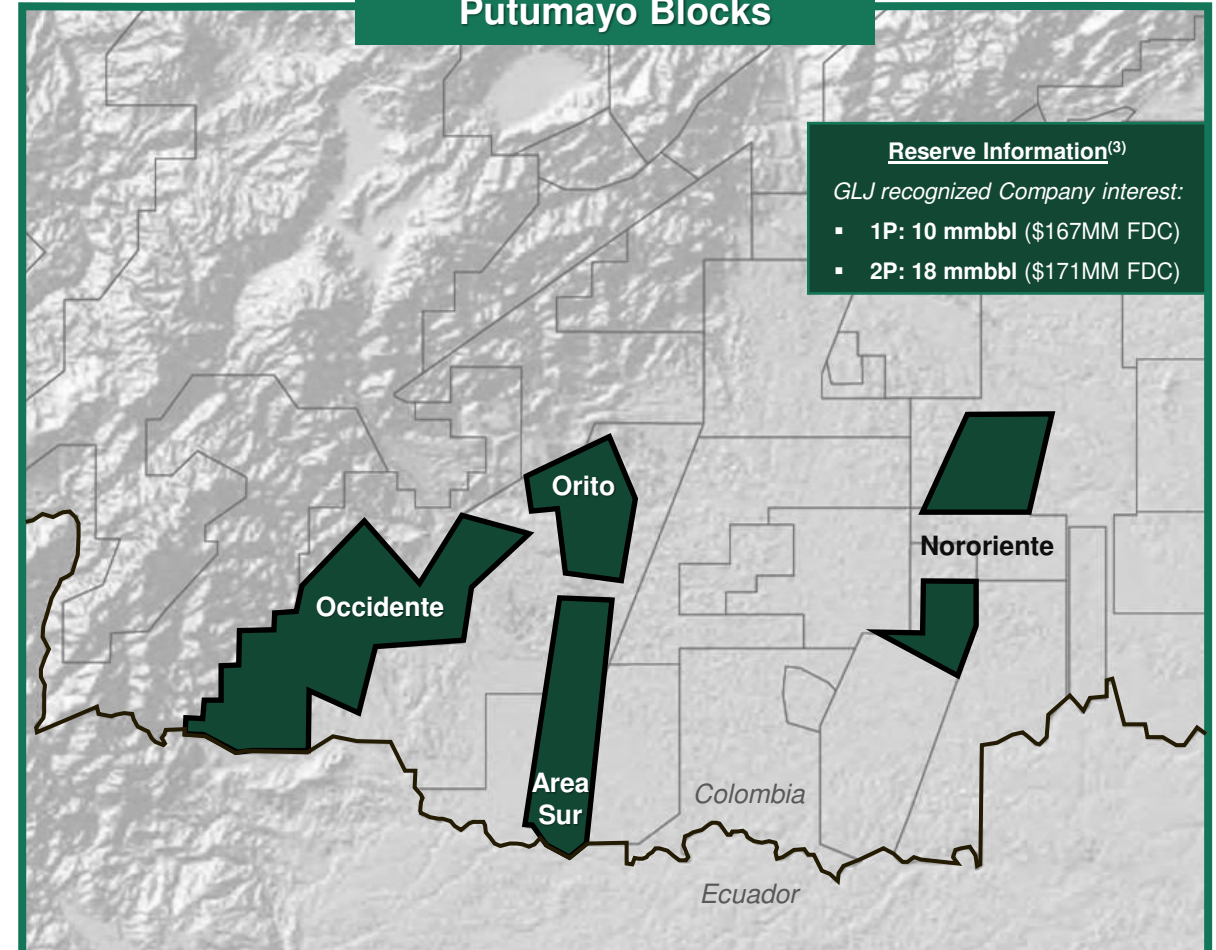 Putumayo Blocks
Reserve Information(3)
GLJ recognized Company interest:
▪ 1P: 10 mmbbl ($167MM FDC)
▪ 2P: 18 mmbbl ($171MM FDC)
Orito
Nororiente
Occidente
Area
Sur
Colombia
Ecuador